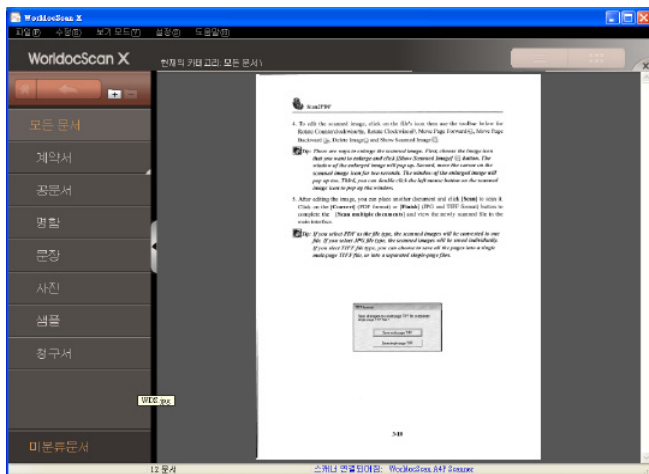 WorldocScan X
파일(F) 수정(E) 보기 모드(V) 설정(S) 도움말(H)
WorldocScan X
현재의 카테고리: 모든 문서\
모든 문서
계약서
공문서
명함
문장
사진
샘플
청구서
WDS.jpg
미분류문서
Scan2PDF
4. To edit the scanned image, click on the file's icon then use the toolbar below for
Rotate Counterclockwise, Rotate Clockwise, Move Page Forward, Move Page
Backward, Delete Image and Show Scanned Image.
Tip: There are ways to enlarge the scanned image. First, choose the image icon
that you want to enlarge and click [Show Scanned Image] button. The
window of the enlarged image will pop up. Second, move the cursor on the
scanned image icon for two seconds. The window of the enlarged image will
pop up too. Third, you can double click the left mouse button on the scanned
image icon to pop up the window.
5. After editing the image, you can place another document and click [Scan] to scan it.
Click on the [Convert] (PDF format) or [Finish] (JPG and TIFF format) button to
complete the [Scan multiple documents] and view the newly scanned file in the
main interface.
Tip: If you select PDF as the file type, the scanned images will be converted to one
file. If you select JPG file type, the scanned images will be saved individually.
If you select TIFF file type, you can choose to save all the pages into a single
multi-page TIFF file, or into a separated single-page files.
12 문서
스캐너 연결되어짐: WorldocScan A4P Scanner